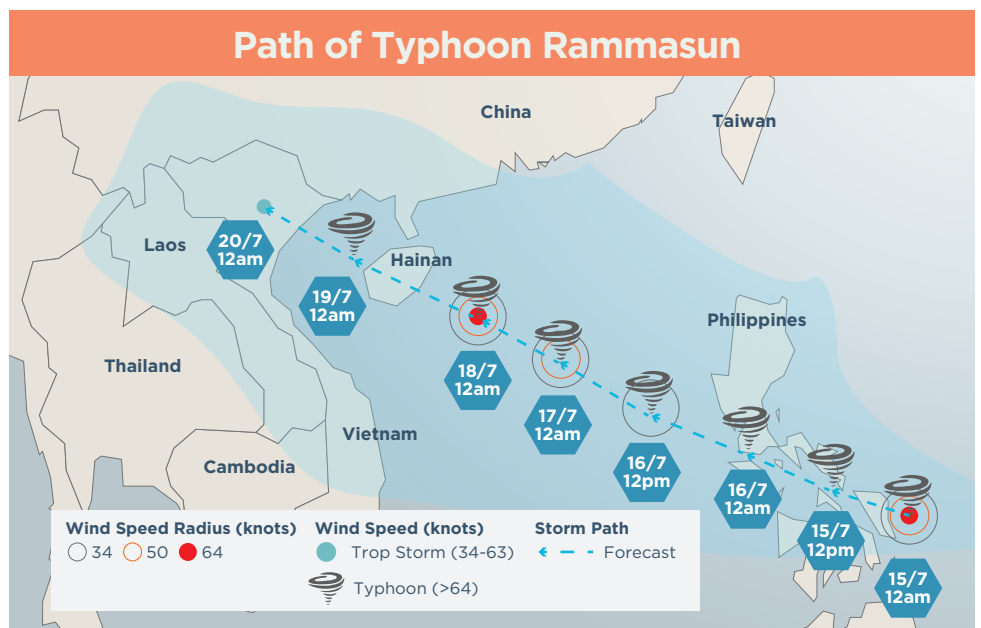 Path of Typhoon Rammasun
China
Taiwan
20/7
12am
Laos
Hainan
19/7
12am
Philippines
18/7
12am
Thailand
17/7
12am
Vietnam
16/7
12pm
Cambodia
16/7
12am
15/7
12pm
15/7
12am
Wind Speed Radius (knots)
34 50 64
Wind Speed (knots)
Trop Storm (34-63)
Typhoon (>64)
Storm Path
Forecast